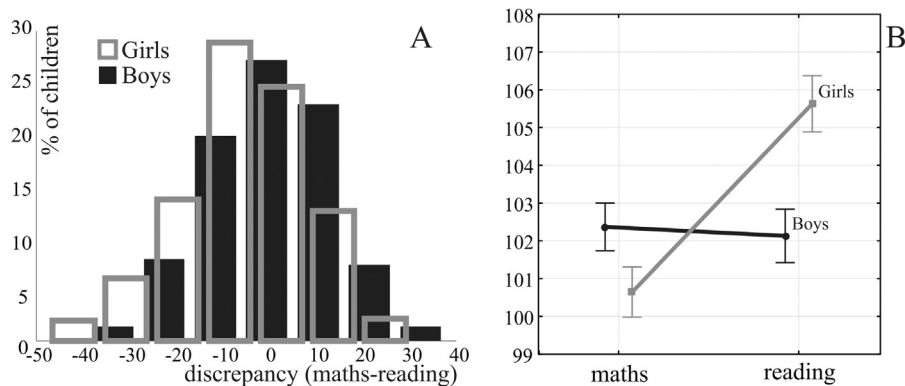 A
Girls
Boys
% of children
30
25
20
15
10
5
0
-50 -40 -30 -20 -10 0 10 20 30 40
discrepancy (maths-reading)
B
108
107
106
105
104
103
102
101
100
99
Girls
Boys
maths reading